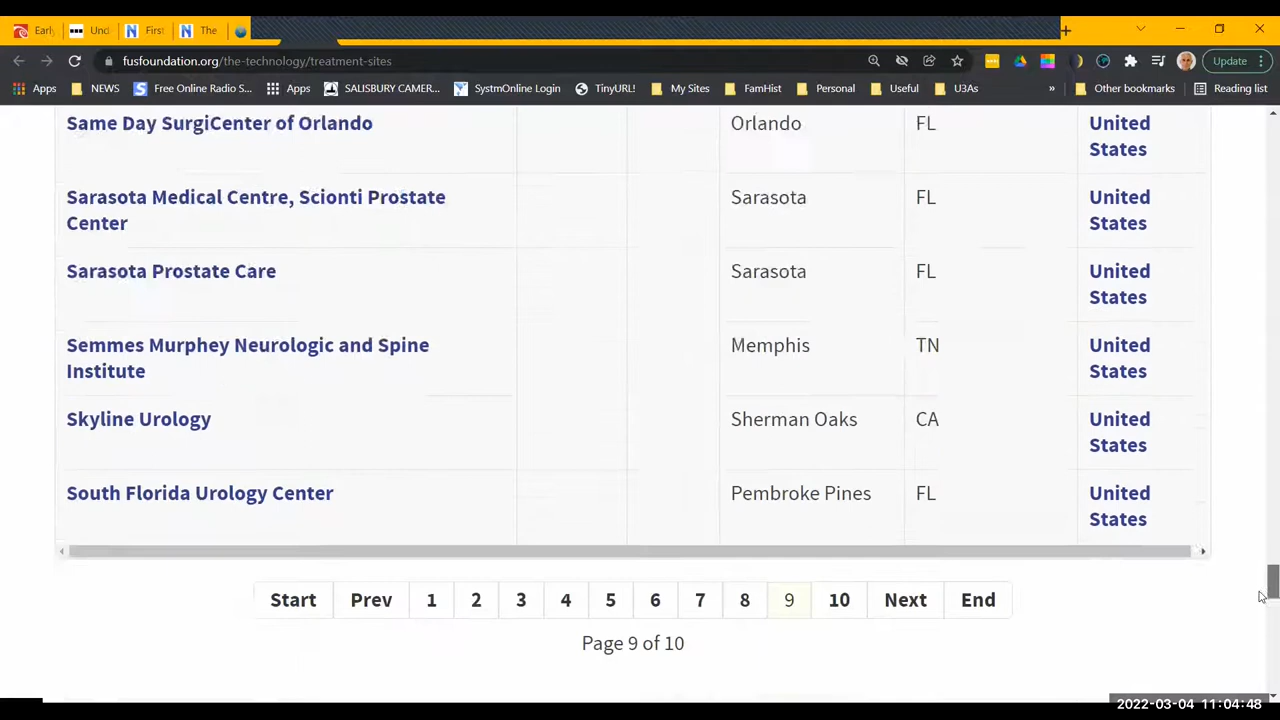 Early
Und
First
The
fusfoundation.org/the-technology/treatment-sites
Update
Apps
NEWS
Free Online Radio S...
Apps
SALISBURY CAMER...
SystmOnline Login
TinyURL!
My Sites
FamHist
Personal
Useful
U3As
»
Other bookmarks
Reading list
Same Day SurgiCenter of Orlando
Orlando
FL
United
States
Sarasota Medical Centre, Scionti Prostate
Center
Sarasota
FL
United
States
Sarasota Prostate Care
Sarasota
FL
United
States
Semmes Murphey Neurologic and Spine
Institute
Memphis
TN
United
States
Skyline Urology
Sherman Oaks
CA
United
States
South Florida Urology Center
Pembroke Pines
FL
United
States
Start Prev 1 2 3 4 5 6 7 8 9 10 Next End
Page 9 of 10
2022-03-04 11:04:48